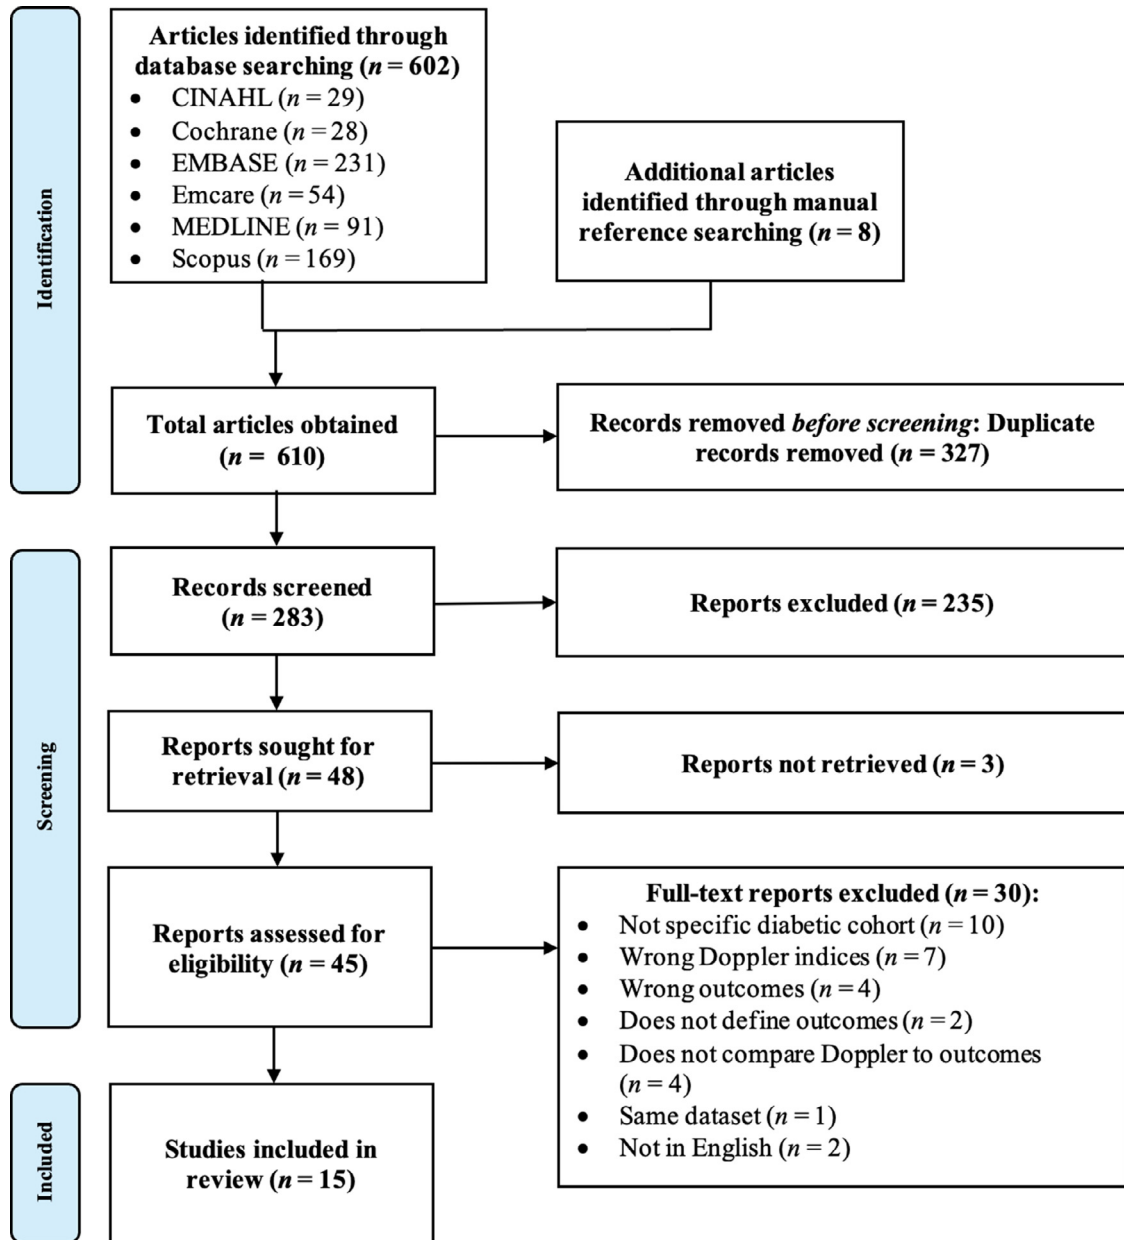 Identification
Articles identified through
database searching (n = 602)
• CINAHL (n = 29)
• Cochrane (n = 28)
• EMBASE (n = 231)
• Emcare (n = 54)
• MEDLINE (n = 91)
• Scopus (n = 169)
Additional articles
identified through manual
reference searching (n = 8)
Total articles obtained
(n = 610)
Records removed before screening: Duplicate
records removed (n = 327)
Screening
Records screened
(n = 283)
Reports excluded (n = 235)
Reports sought for
retrieval (n = 48)
Reports not retrieved (n = 3)
Reports assessed for
eligibility (n = 45)
Full-text reports excluded (n = 30):
• Not specific diabetic cohort (n = 10)
• Wrong Doppler indices (n = 7)
• Wrong outcomes (n = 4)
• Does not define outcomes (n = 2)
• Does not compare Doppler to outcomes
(n = 4)
• Same dataset (n = 1)
• Not in English (n = 2)
Included
Studies included in
review (n = 15)